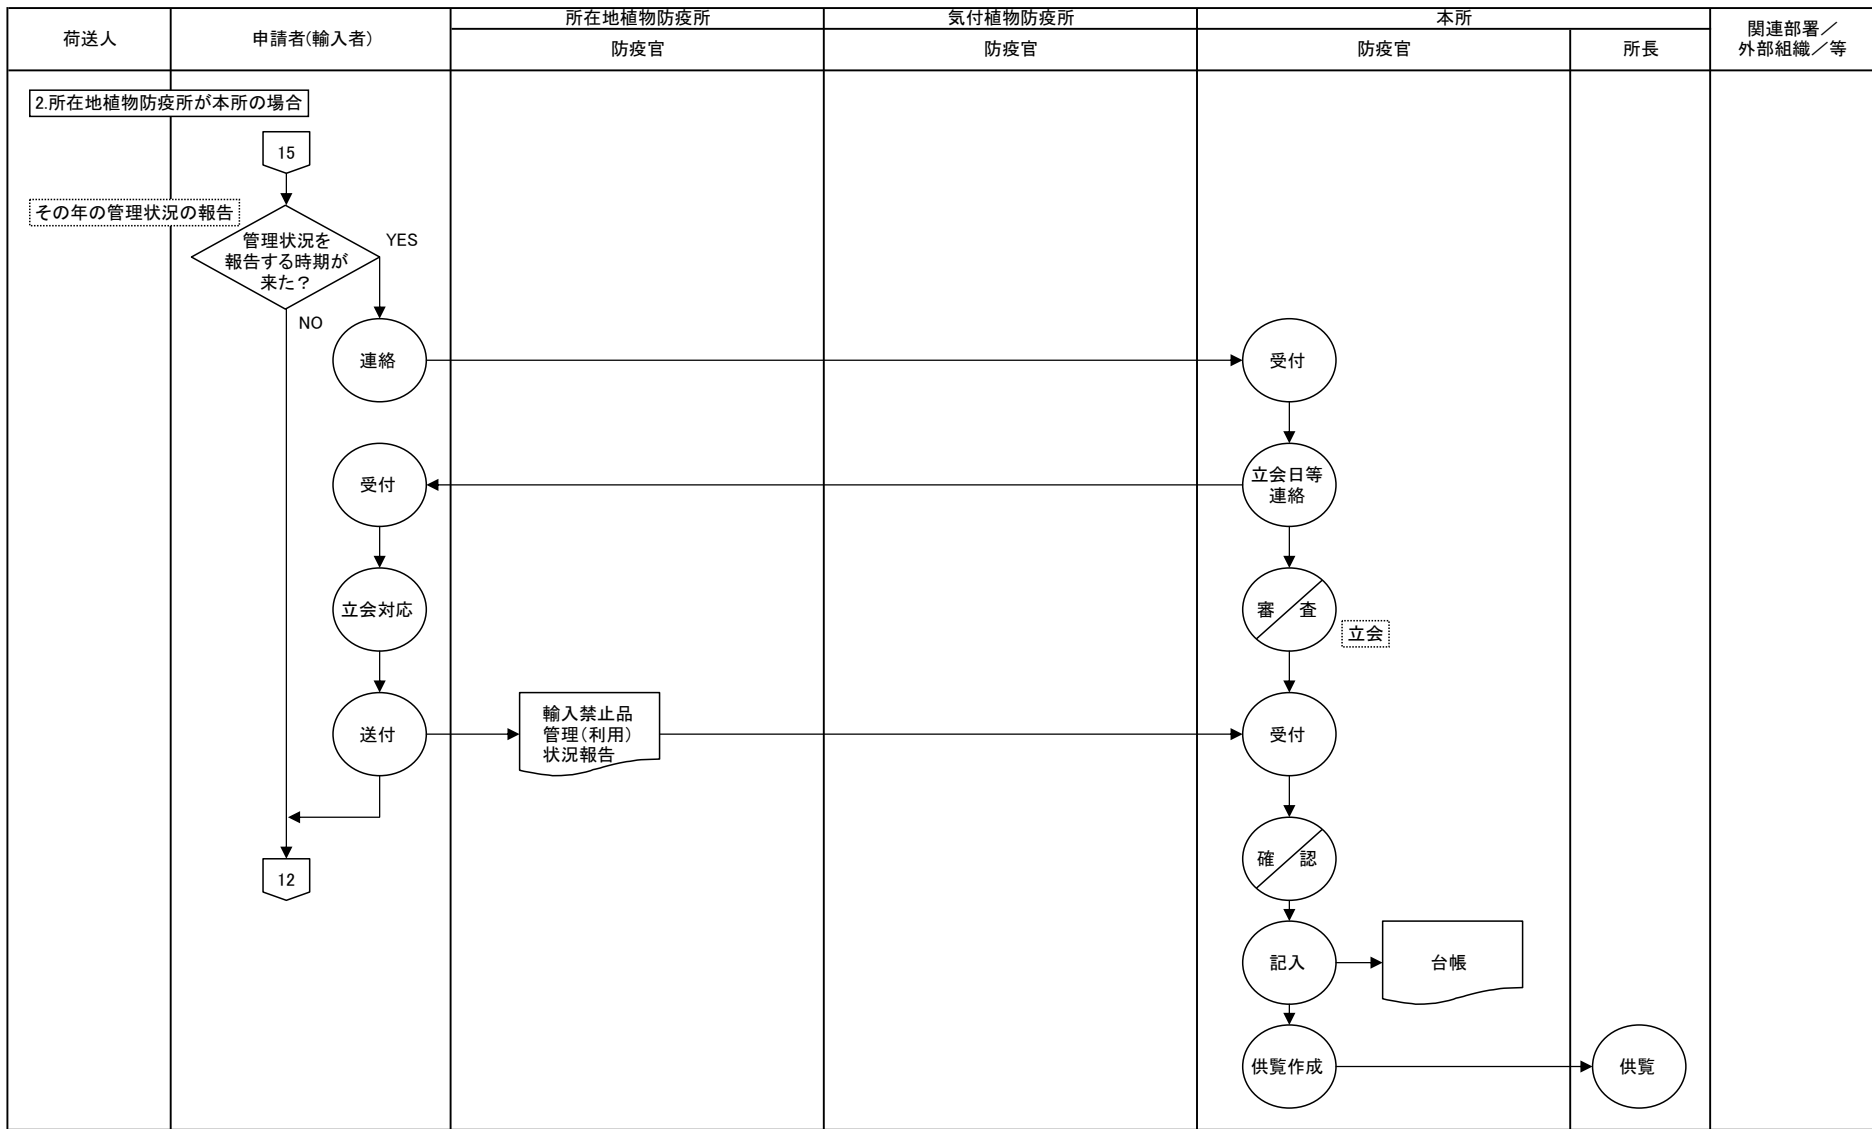 荷送人
申請者(輸入者)
所在地植物防疫所
防疫官
気付植物防疫所
防疫官
本所
防疫官
所長
関連部署／
外部組織／等
2.所在地植物防疫所が本所の場合
15
その年の管理状況の報告
管理状況を
報告する時期が
来た？
YES
NO
連絡
受付
受付
立会日等
連絡
立会対応
審 査
立会
送付
輸入禁止品
管理(利用)
状況報告
受付
確 認
12
記入
台帳
供覧作成
供覧